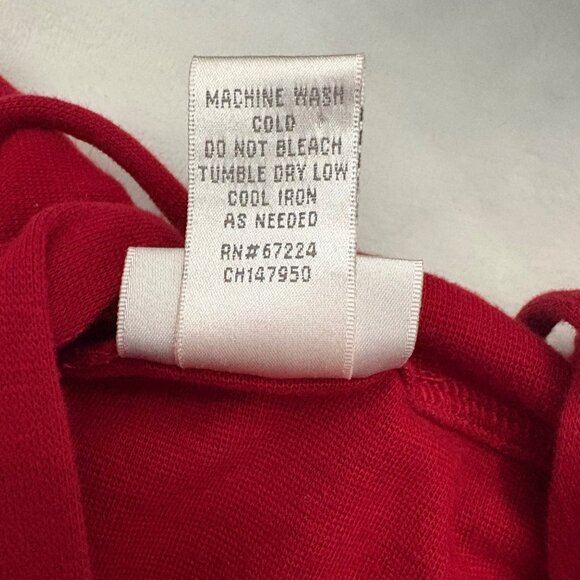 MACHINE WASH
COLD
DO NOT BLEACH
TUMBLE DRY LOW
COOL IRON
AS NEEDED
RN#67224
CH147950